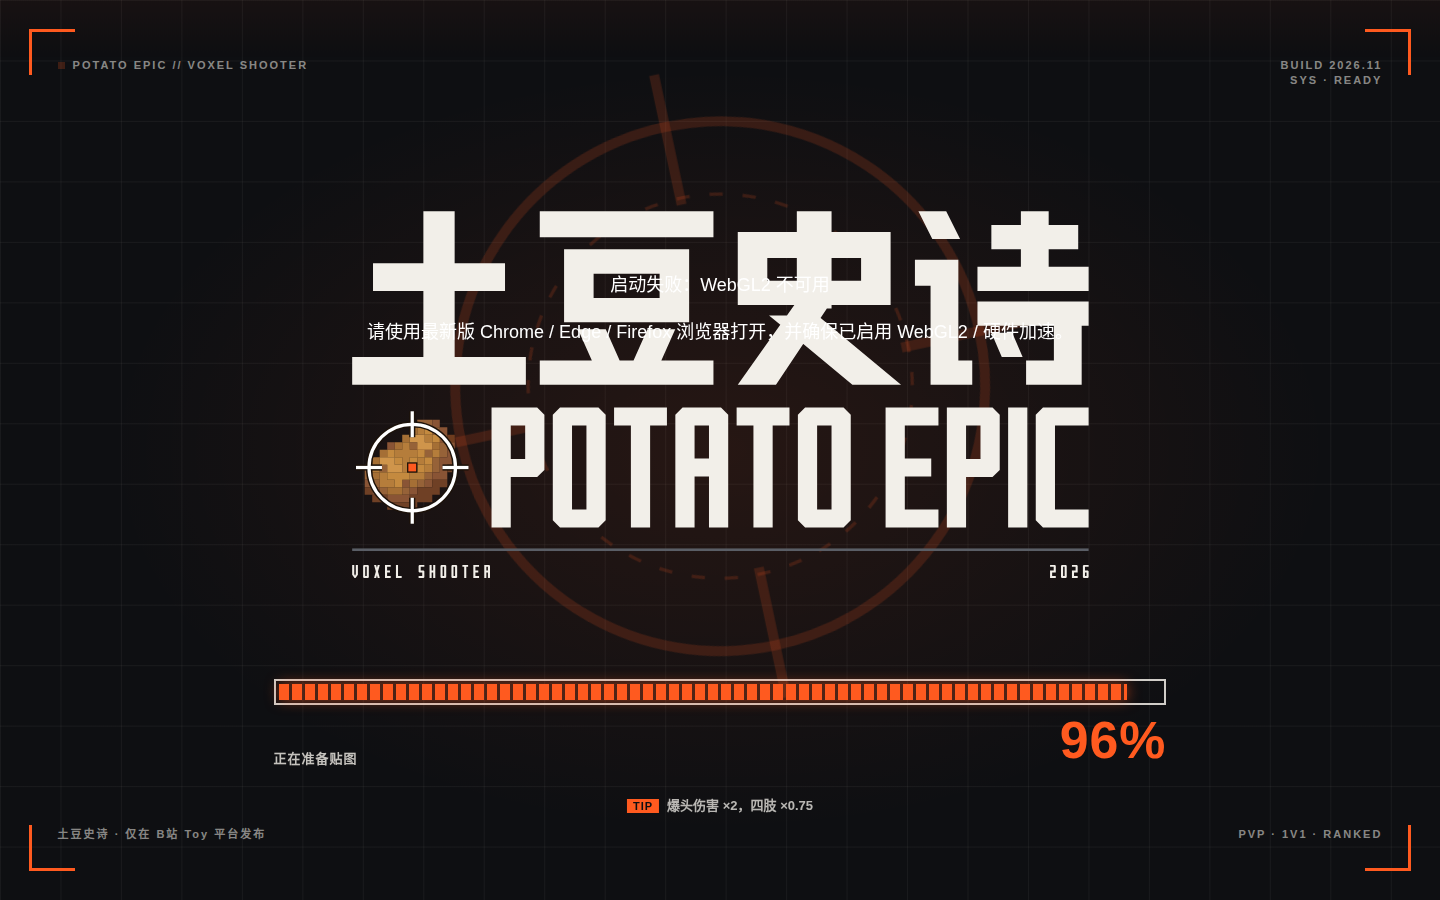 POTATO EPIC // VOXEL SHOOTER
BUILD 2026.11
SYS · READY
土豆史诗
启动失败：WebGL2 不可用
请使用最新版 Chrome / Edge / Firefox 浏览器打开，并确保已启用 WebGL2 / 硬件加速。
POTATO EPIC
VOXEL SHOOTER
2026
96%
正在准备贴图
TIP 爆头伤害 ×2，四肢 ×0.75
土豆史诗 · 仅在 B站 Toy 平台发布
PVP · 1V1 · RANKED